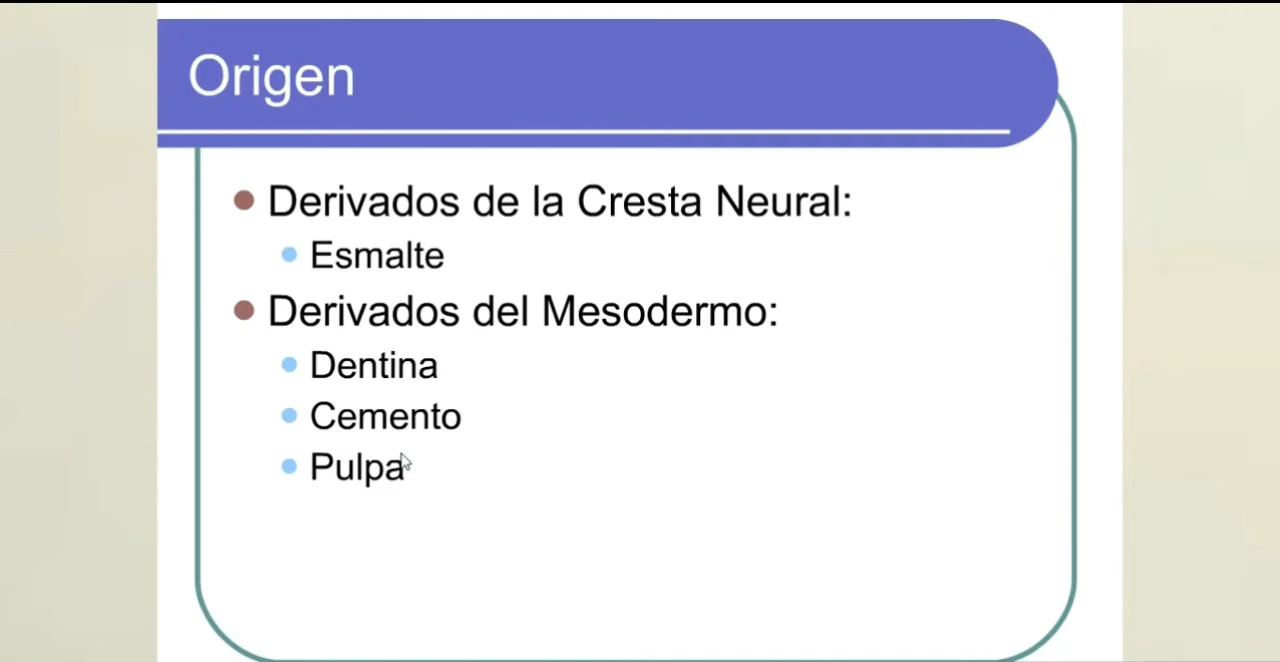 Origen
Derivados de la Cresta Neural:
Esmalte
Derivados del Mesodermo:
Dentina
Cemento
Pulpa